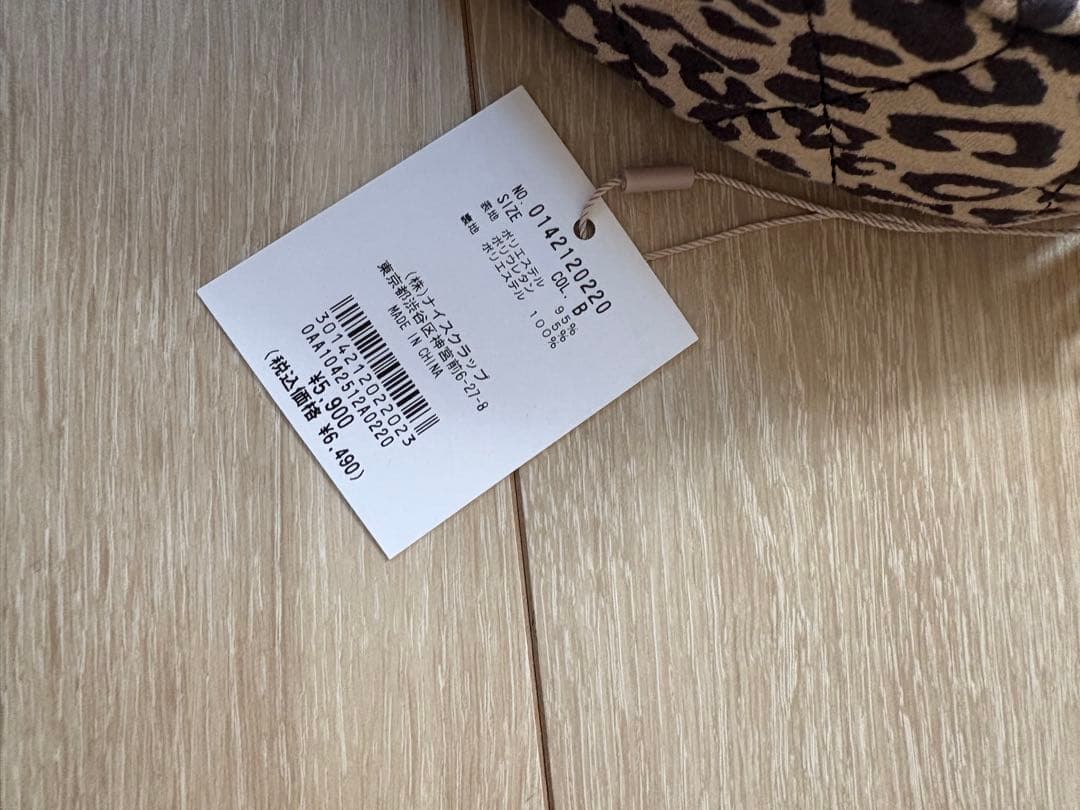 NO. 0142120220
SIZE COL. B
表地 ポリエステル 95%
ポリウレタン 5%
裏地 ポリエステル 100%
(株)ナイスクラップ
東京都渋谷区神宮前6-27-8
MADE IN CHINA
3014212022023
0AA1042512A0220
¥5,900
(税込価格 ¥6,490)